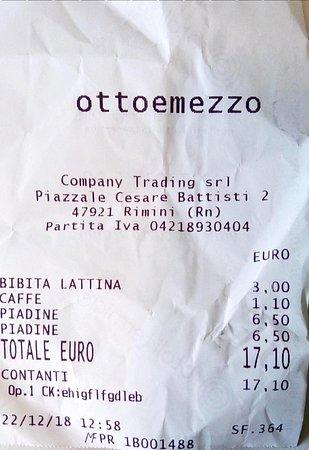 ottoemezzo
Company Trading srl
Piazzale Cesare Battisti 2
47921 Rimini (Rn)
Partita Iva 04218930404
EURO
BIBITA LATTINA 3,00
CAFFE 1,10
PIADINE 6,50
PIADINE 6,50
TOTALE EURO 17,10
CONTANTI 17,10
Op.1 CK:ehigflfgdleb
22/12/18 12:58 SF.364
MFPR 1B001488